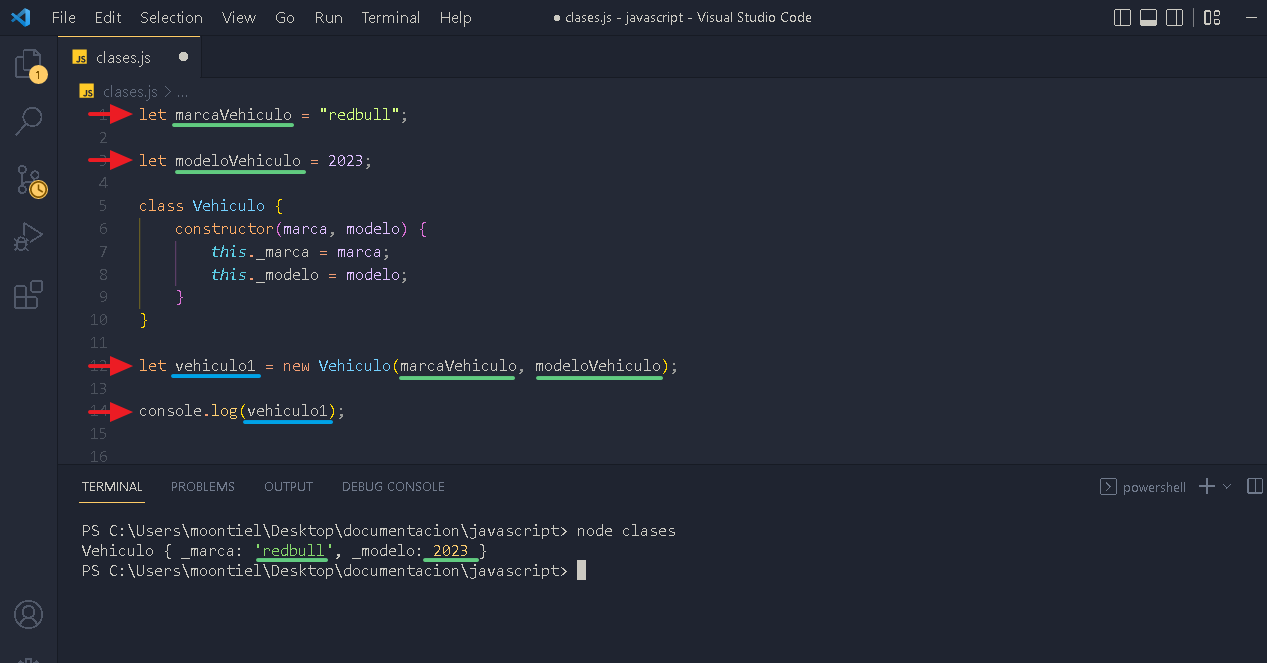 File Edit Selection View Go Run Terminal Help ● clases.js - javascript - Visual Studio Code
JS clases.js ●
1
JS clases.js > ...
1 let marcaVehiculo = "redbull";
2
3 let modeloVehiculo = 2023;
4
5 class Vehiculo {
6 constructor(marca, modelo) {
7 this._marca = marca;
8 this._modelo = modelo;
9 }
10 }
11
12 let vehiculo1 = new Vehiculo(marcaVehiculo, modeloVehiculo);
13
14 console.log(vehiculo1);
15
16
TERMINAL PROBLEMS OUTPUT DEBUG CONSOLE powershell
PS C:\Users\moontiel\Desktop\documentacion\javascript> node clases
Vehiculo { _marca: 'redbull', _modelo: 2023 }
PS C:\Users\moontiel\Desktop\documentacion\javascript>